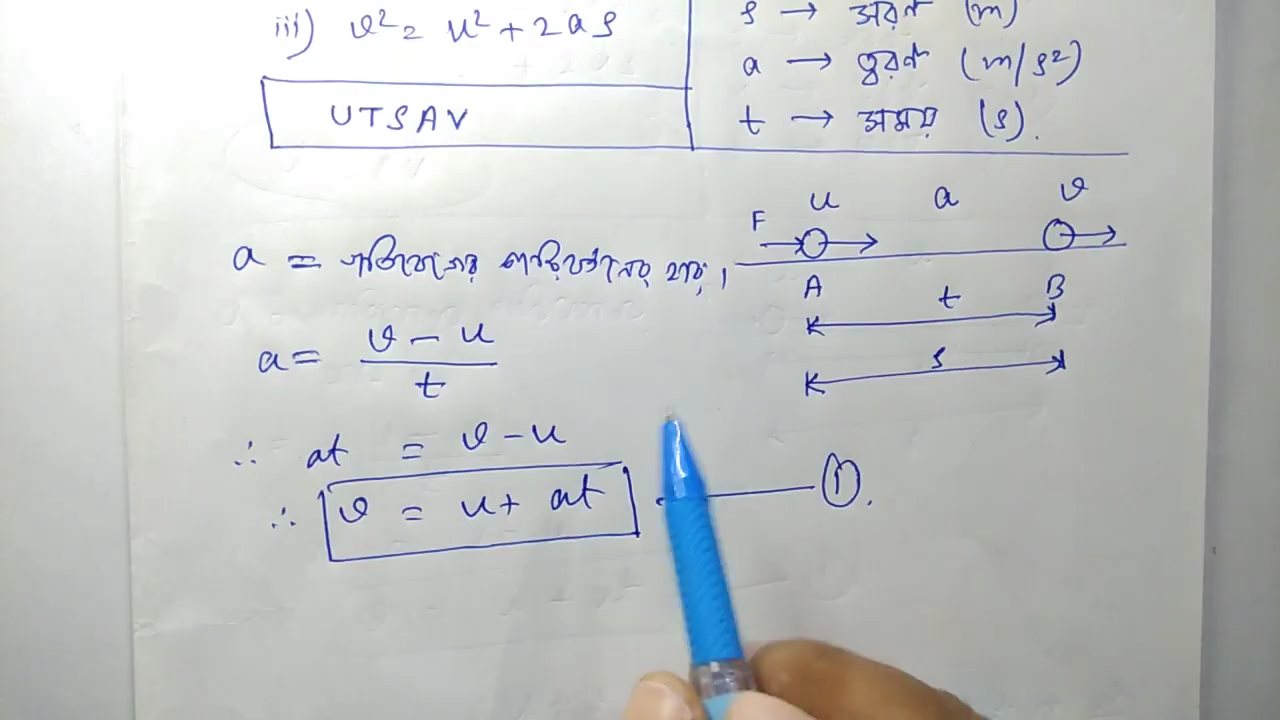 iii) v² = u² + 2as
UTSAV
s → সরণ (m)
a → ত্বরণ (m/s²)
t → সময় (s).
F u a v
A t B
s
a = গতিবেগের পরিবর্তনের হার।
a = (v - u) / t
∴ at = v - u
∴ v = u + at ——— ①.